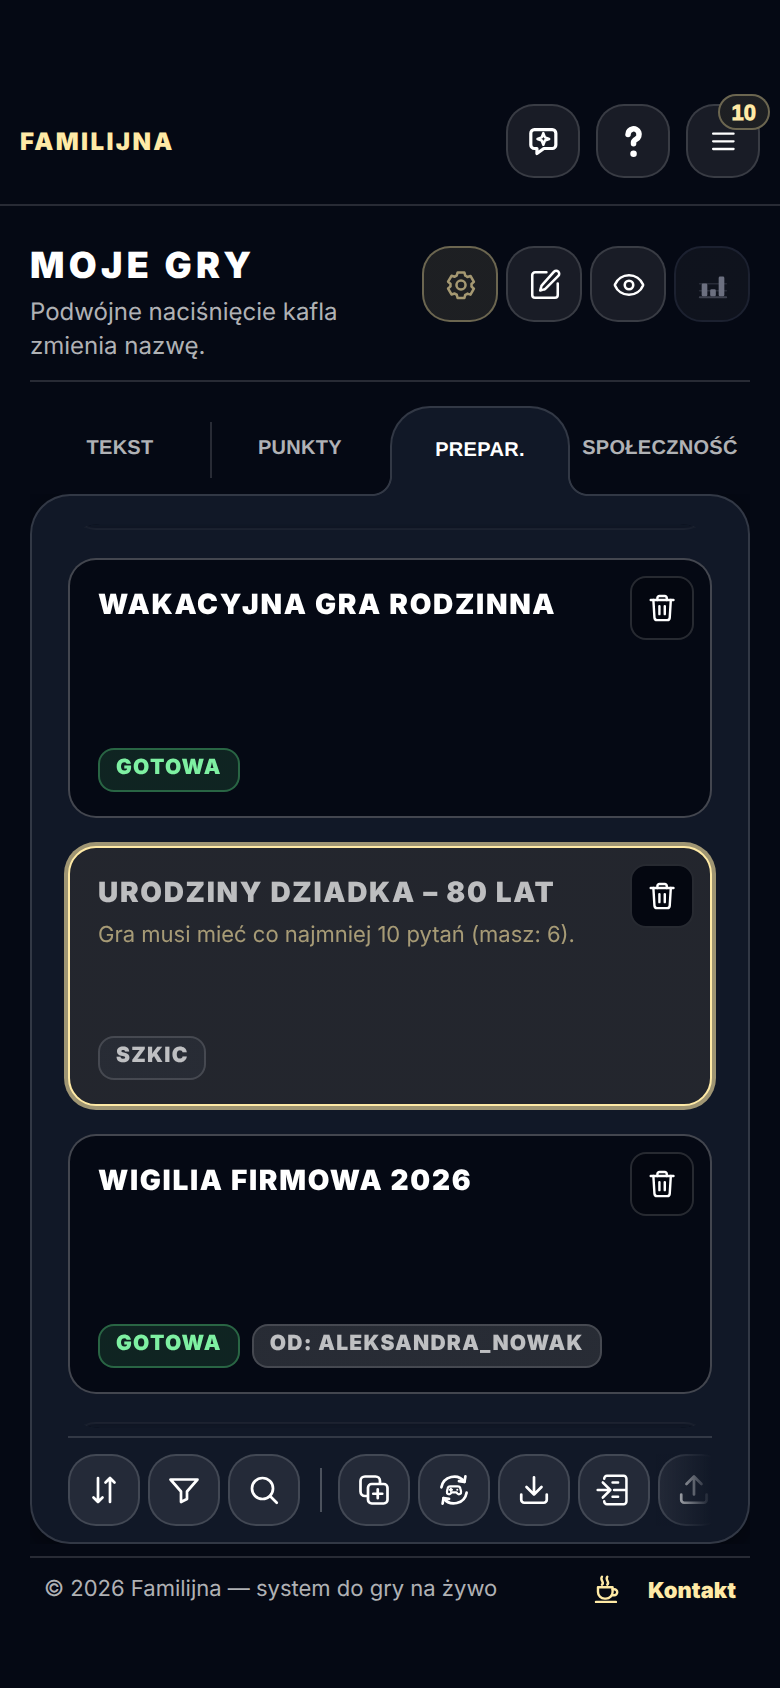 FAMILIJNA
10
MOJE GRY
Podwójne naciśnięcie kafla
zmienia nazwę.
TEKST
PUNKTY
PREPAR.
SPOŁECZNOŚĆ
WAKACYJNA GRA RODZINNA
GOTOWA
URODZINY DZIADKA – 80 LAT
Gra musi mieć co najmniej 10 pytań (masz: 6).
SZKIC
WIGILIA FIRMOWA 2026
GOTOWA
OD: ALEKSANDRA_NOWAK
© 2026 Familijna — system do gry na żywo
Kontakt